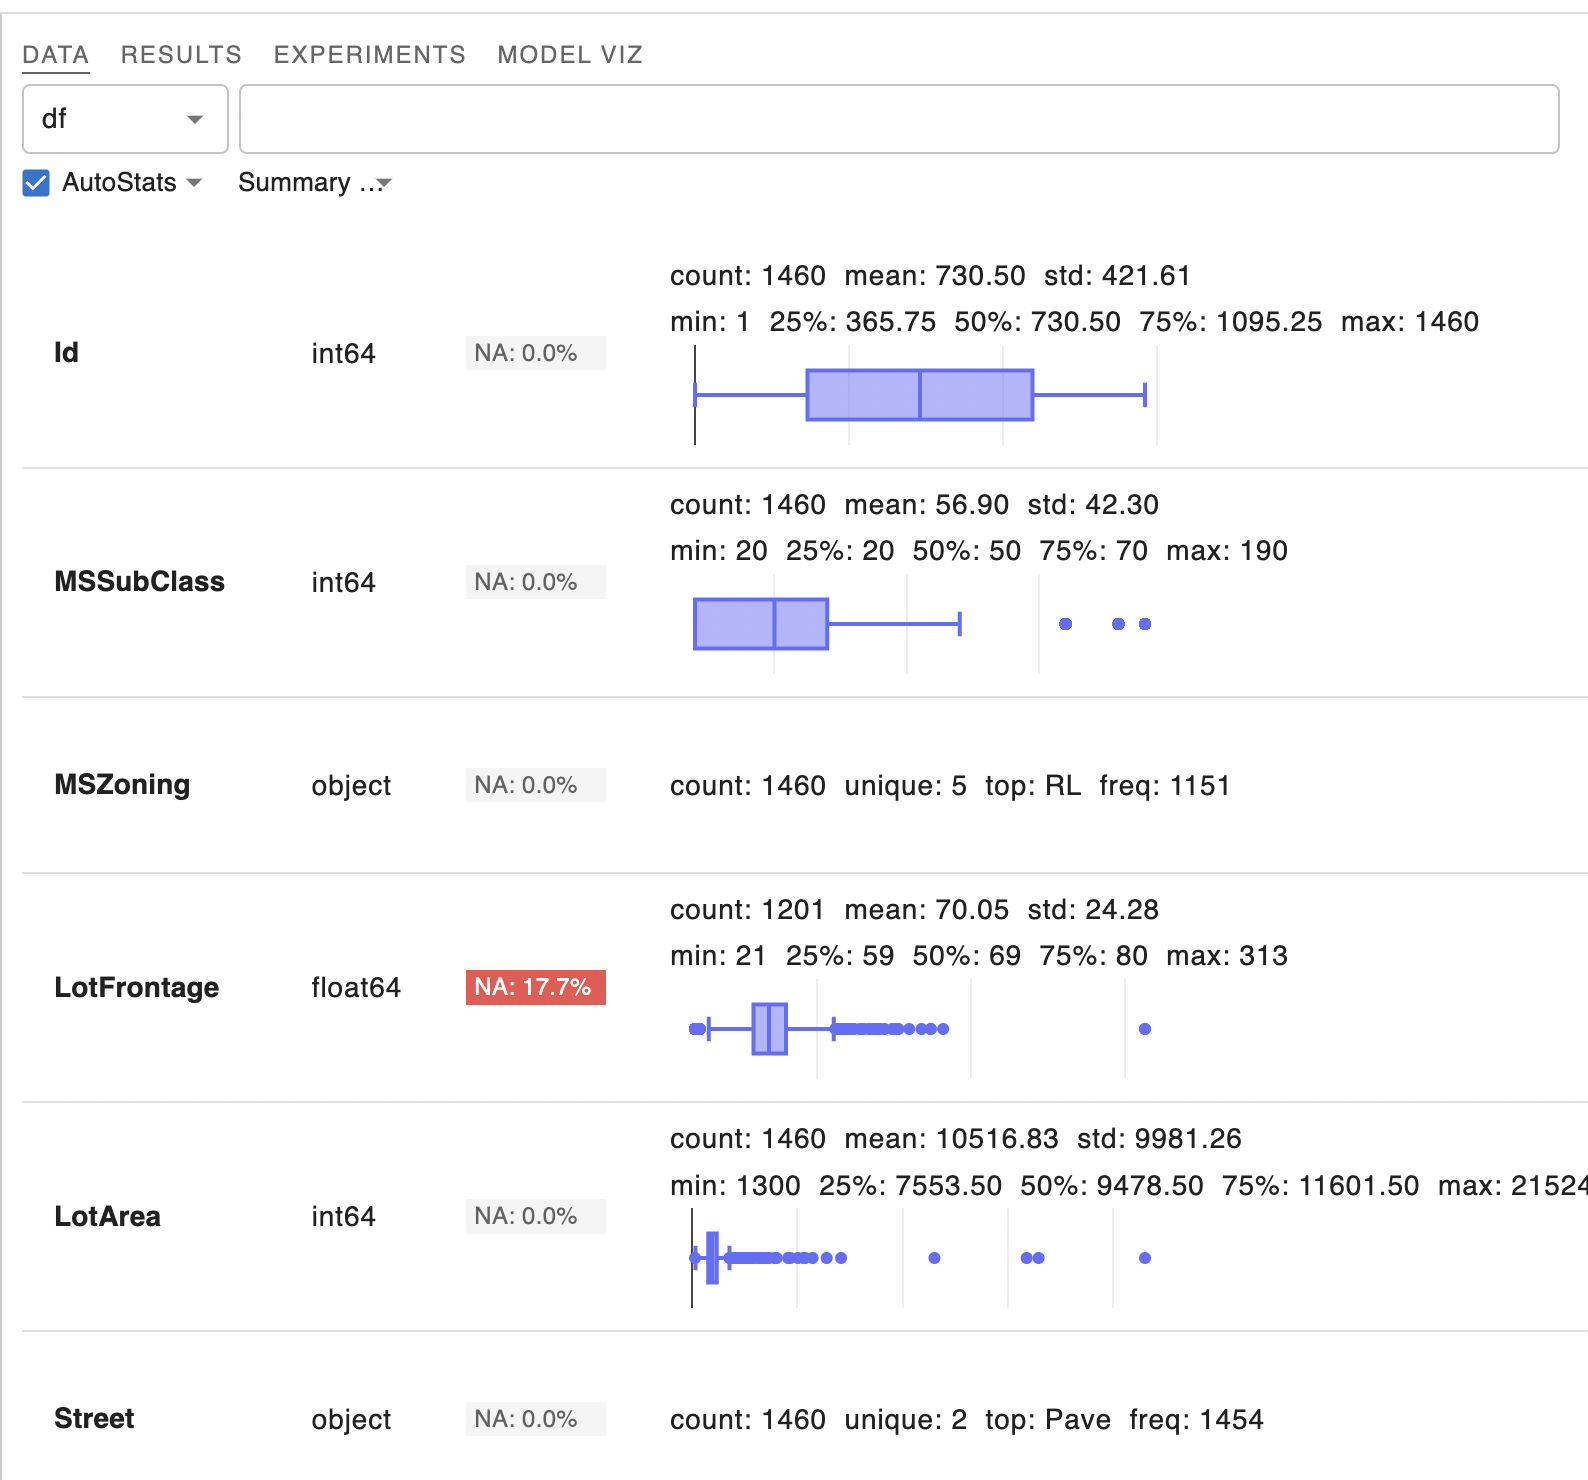 DATA RESULTS EXPERIMENTS MODEL VIZ
df
AutoStats Summary ...
count: 1460 mean: 730.50 std: 421.61
min: 1 25%: 365.75 50%: 730.50 75%: 1095.25 max: 1460
Id int64 NA: 0.0%
count: 1460 mean: 56.90 std: 42.30
min: 20 25%: 20 50%: 50 75%: 70 max: 190
MSSubClass int64 NA: 0.0%
MSZoning object NA: 0.0% count: 1460 unique: 5 top: RL freq: 1151
count: 1201 mean: 70.05 std: 24.28
min: 21 25%: 59 50%: 69 75%: 80 max: 313
LotFrontage float64 NA: 17.7%
count: 1460 mean: 10516.83 std: 9981.26
min: 1300 25%: 7553.50 50%: 9478.50 75%: 11601.50 max: 21524
LotArea int64 NA: 0.0%
Street object NA: 0.0% count: 1460 unique: 2 top: Pave freq: 1454